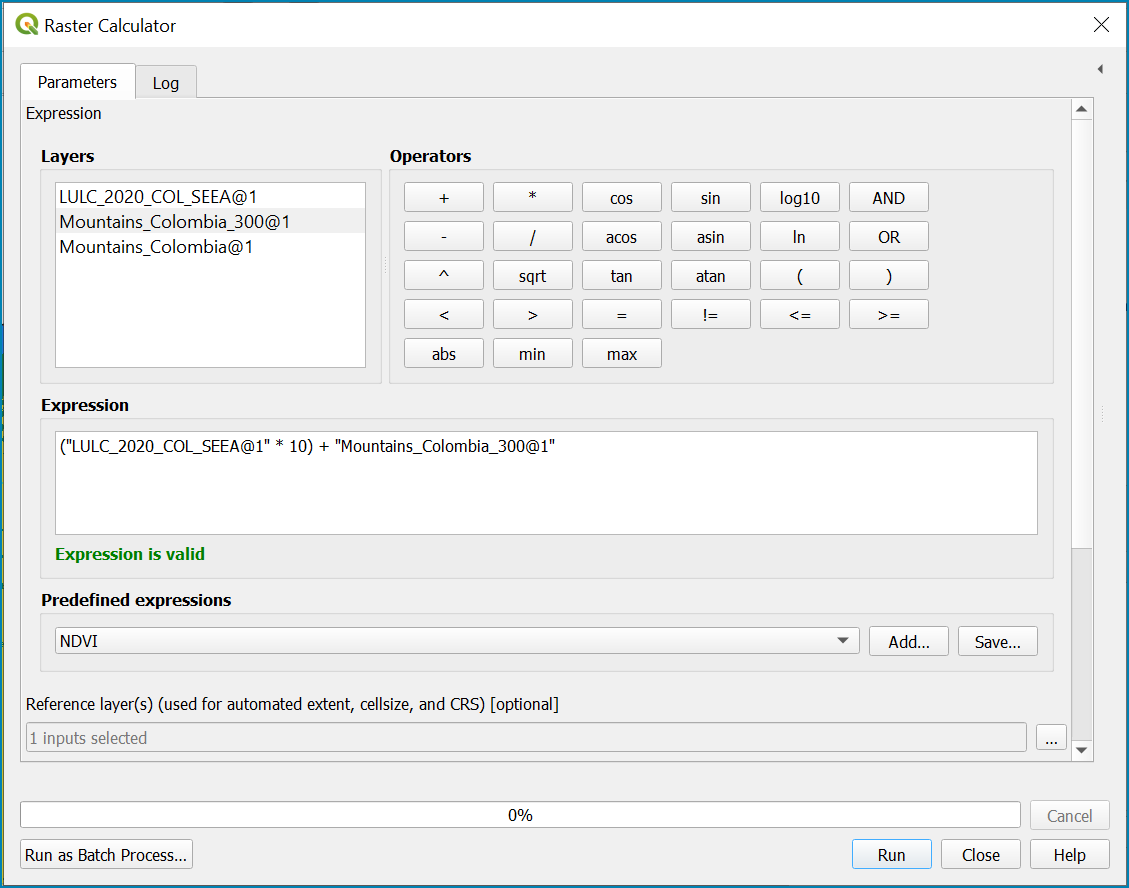 Raster Calculator
Parameters
Log
Expression
Layers
LULC_2020_COL_SEEA@1
Mountains_Colombia_300@1
Mountains_Colombia@1
Operators
+ * cos sin log10 AND
- / acos asin ln OR
^ sqrt tan atan ( )
< > = != <= >=
abs min max
Expression
("LULC_2020_COL_SEEA@1" * 10) + "Mountains_Colombia_300@1"
Expression is valid
Predefined expressions
NDVI
Add...
Save...
Reference layer(s) (used for automated extent, cellsize, and CRS) [optional]
1 inputs selected
...
0%
Cancel
Run as Batch Process...
Run
Close
Help